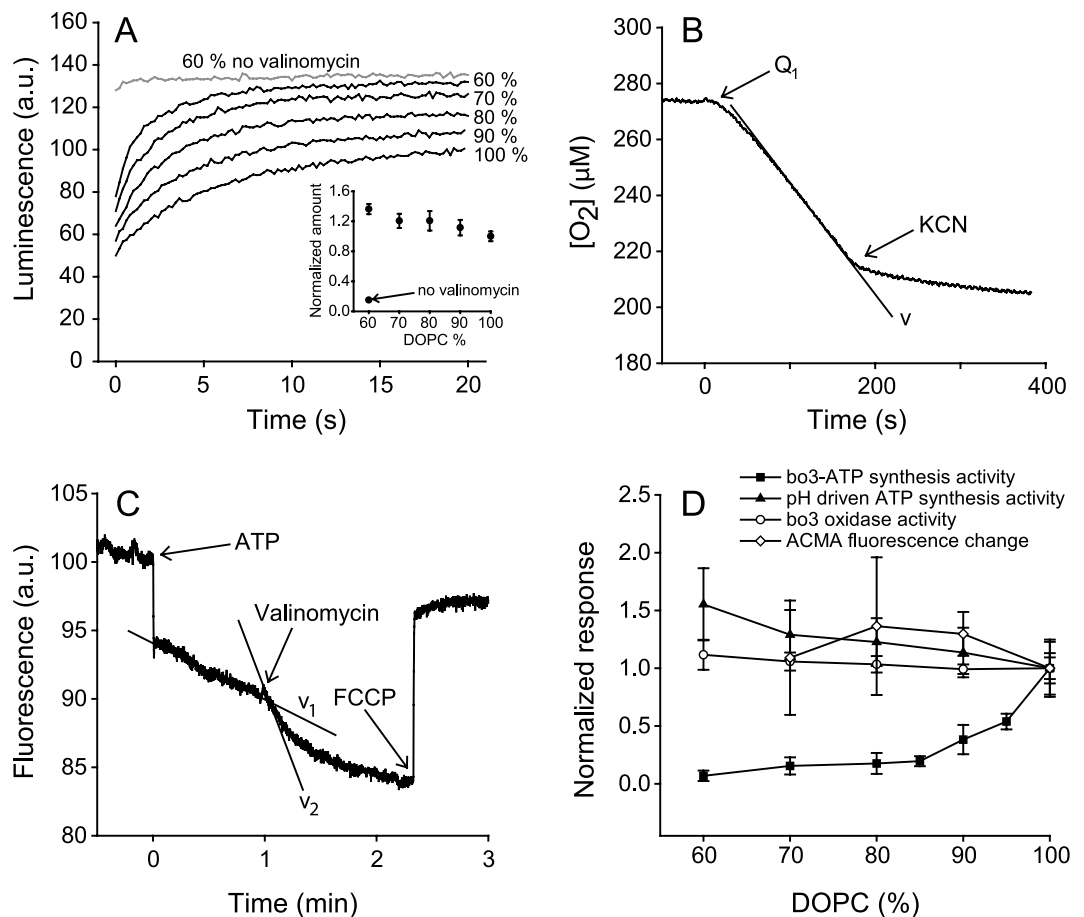 A
Luminescence (a.u.)
160
140
120
100
80
60
40
20
0
60 % no valinomycin
60 %
70 %
80 %
90 %
100 %
0 5 10 15 20
Time (s)
Normalized amount
1.6
1.2
0.8
0.4
0.0
no valinomycin
60 70 80 90 100
DOPC %
B
[O2] (µM)
300
270
240
210
180
Q1
KCN
v
0 200 400
Time (s)
C
Fluorescence (a.u.)
105
100
95
90
85
80
ATP
Valinomycin
v1
FCCP
v2
0 1 2 3
Time (min)
D
bo3-ATP synthesis activity
pH driven ATP synthesis activity
bo3 oxidase activity
ACMA fluorescence change
Normalized response
2.5
2.0
1.5
1.0
0.5
0.0
60 70 80 90 100
DOPC (%)